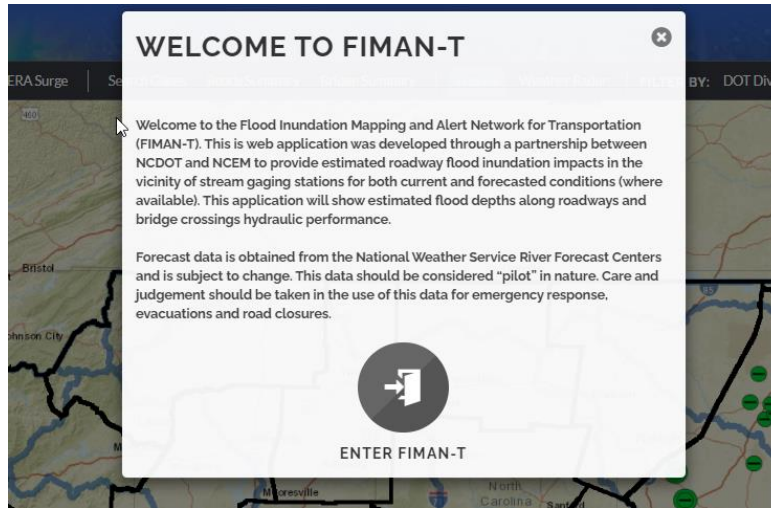 WELCOME TO FIMAN-T
ERA Surge
BY: DOT Div
Welcome to the Flood Inundation Mapping and Alert Network for Transportation
(FIMAN-T). This is web application was developed through a partnership between
NCDOT and NCEM to provide estimated roadway flood inundation impacts in the
vicinity of stream gaging stations for both current and forecasted conditions (where
available). This application will show estimated flood depths along roadways and
bridge crossings hydraulic performance.
Forecast data is obtained from the National Weather Service River Forecast Centers
and is subject to change. This data should be considered “pilot” in nature. Care and
judgement should be taken in the use of this data for emergency response,
evacuations and road closures.
Bristol
ohnson City
ENTER FIMAN-T
Mooresville
North
Carolina